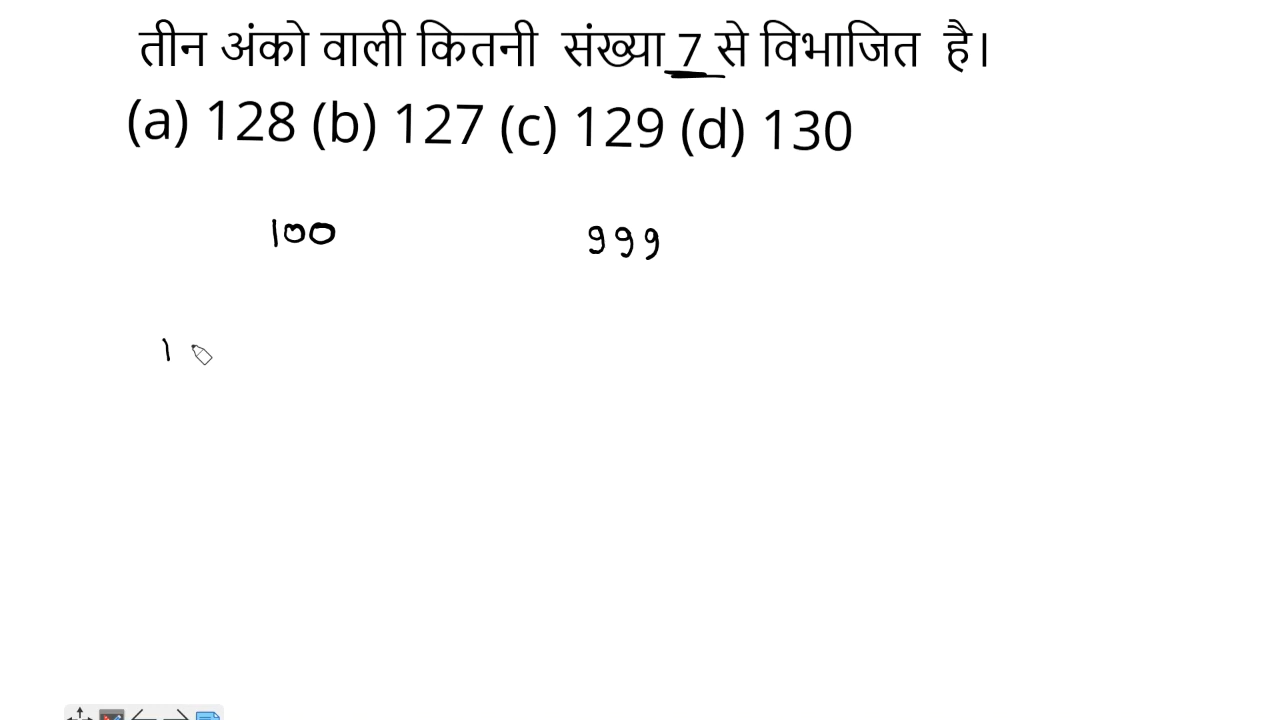 तीन अंको वाली कितनी संख्या 7 से विभाजित है।
(a) 128 (b) 127 (c) 129 (d) 130
100 999
1